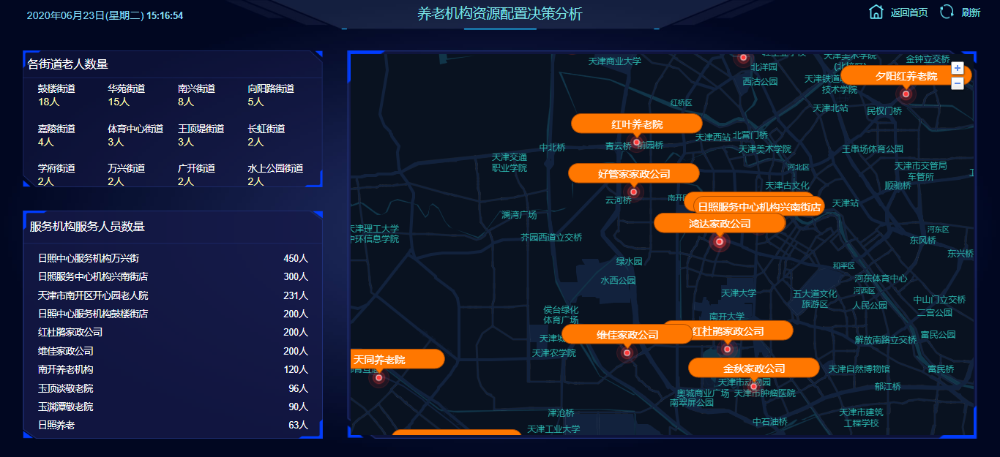 2020年06月23日(星期二) 15:16:54
养老机构资源配置决策分析
返回首页
刷新
各街道老人数量
鼓楼街道
18人
华苑街道
15人
南兴街道
8人
向阳路街道
5人
嘉陵街道
4人
体育中心街道
3人
王顶堤街道
3人
长虹街道
2人
学府街道
2人
万兴街道
2人
广开街道
2人
水上公园街道
2人
服务机构服务人员数量
日照中心服务机构万兴街 450人
日照服务中心机构兴南街店 300人
天津市南开区开心园老人院 231人
日照中心服务机构鼓楼街店 200人
红杜鹃家政公司 200人
维佳家政公司 200人
南开养老机构 120人
玉顶谈敬老院 96人
玉渊潭敬老院 90人
日照养老 63人
天津商业大学
北洋园
西沽公园
天津美术学院
金钟立交桥
夕阳红养老院
+
−
技术学院
天津北站
民权门桥
红桥区
红叶养老院
天津西站
北营门桥
青云桥
前园桥
中北桥
天津美术学院
王串场体育公园
天津交通
职业学院
好管家家政公司
河北区
天津市交管局
车管所
顺驰桥
天津古文化
云河桥
日照服务中心机构兴南街店
天津站
澜湾广场
鸿达家政公司
天津理工大学
中环信息学院
芥园西道立交桥
河东区
东风桥
东兴桥
绿水园
水西公园
和平区
河东体育中心
河西区
天津大学
五大道文化
旅游区
人民公园
中山门立交桥
二宫公园
侯台绿化
体育广场
南开大学
红杜鹃家政公司
维佳家政公司
解放南路立交桥
富民公园
天津农学院
天同养老院
金秋家政公司
天津自然博物馆
富民桥
天津市动物园
奥城商业广场
天津市肿瘤医院
南翠屏公园
郁江桥
津沧桥
中石油桥
天津市建筑
工程学校
天津工业大学